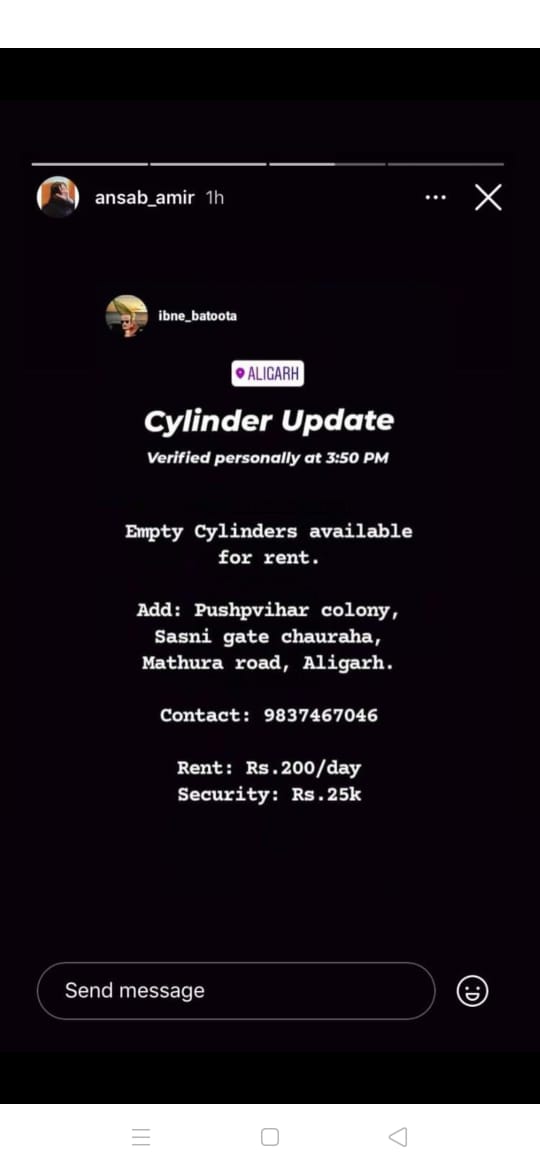 ansab_amir 1h
ibne_batoota
ALIGARH
Cylinder Update
Verified personally at 3:50 PM
Empty Cylinders available
for rent.
Add: Pushpvihar colony,
Sasni gate chauraha,
Mathura road, Aligarh.
Contact: 9837467046
Rent: Rs.200/day
Security: Rs.25k
Send message